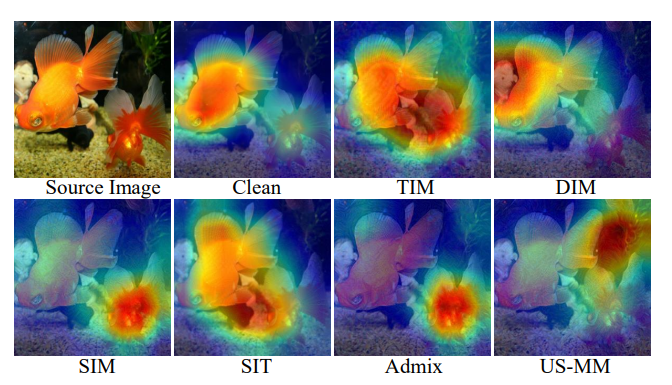 Source Image Clean TIM DIM
SIM SIT Admix US-MM